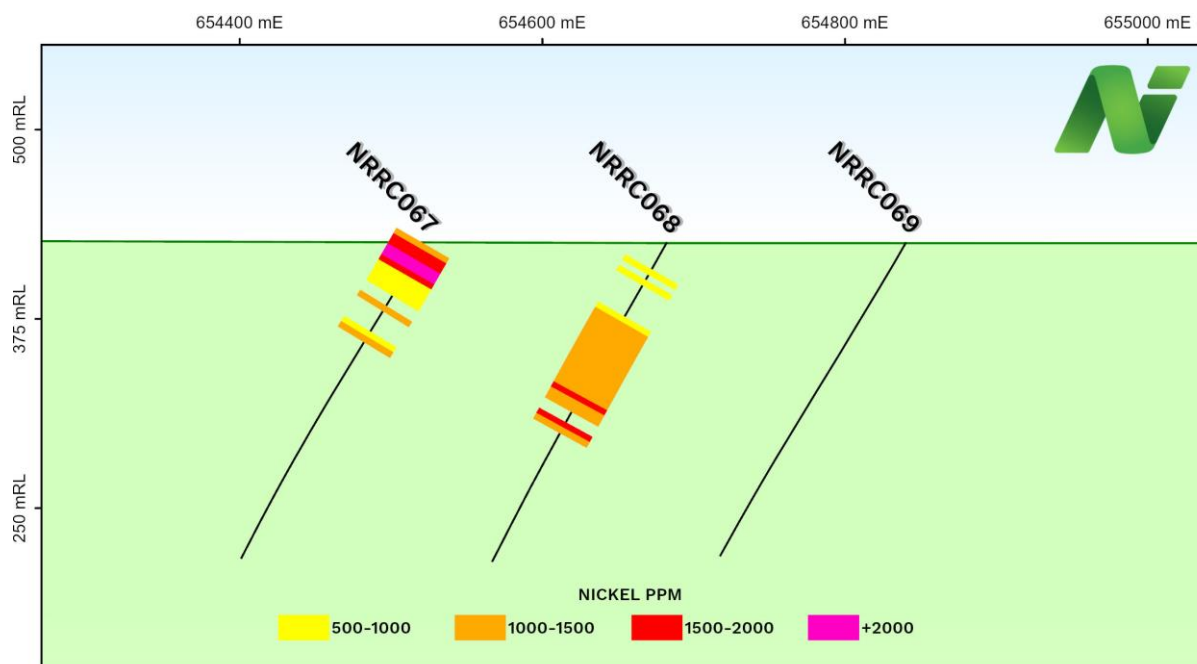 654400 mE
654600 mE
654800 mE
655000 mE
500 mRL
375 mRL
250 mRL
NRRC067
NRRC068
NRRC069
NICKEL PPM
500-1000
1000-1500
1500-2000
+2000